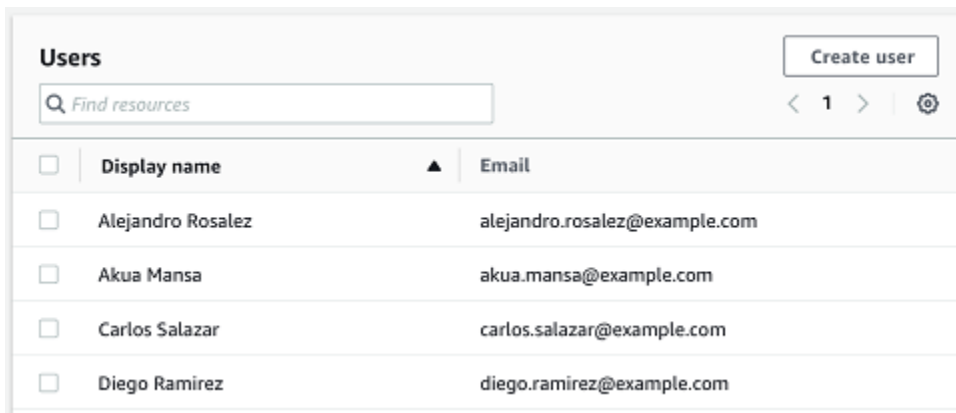 Users
Create user
Find resources
1
Display name Email
Alejandro Rosalez alejandro.rosalez@example.com
Akua Mansa akua.mansa@example.com
Carlos Salazar carlos.salazar@example.com
Diego Ramirez diego.ramirez@example.com